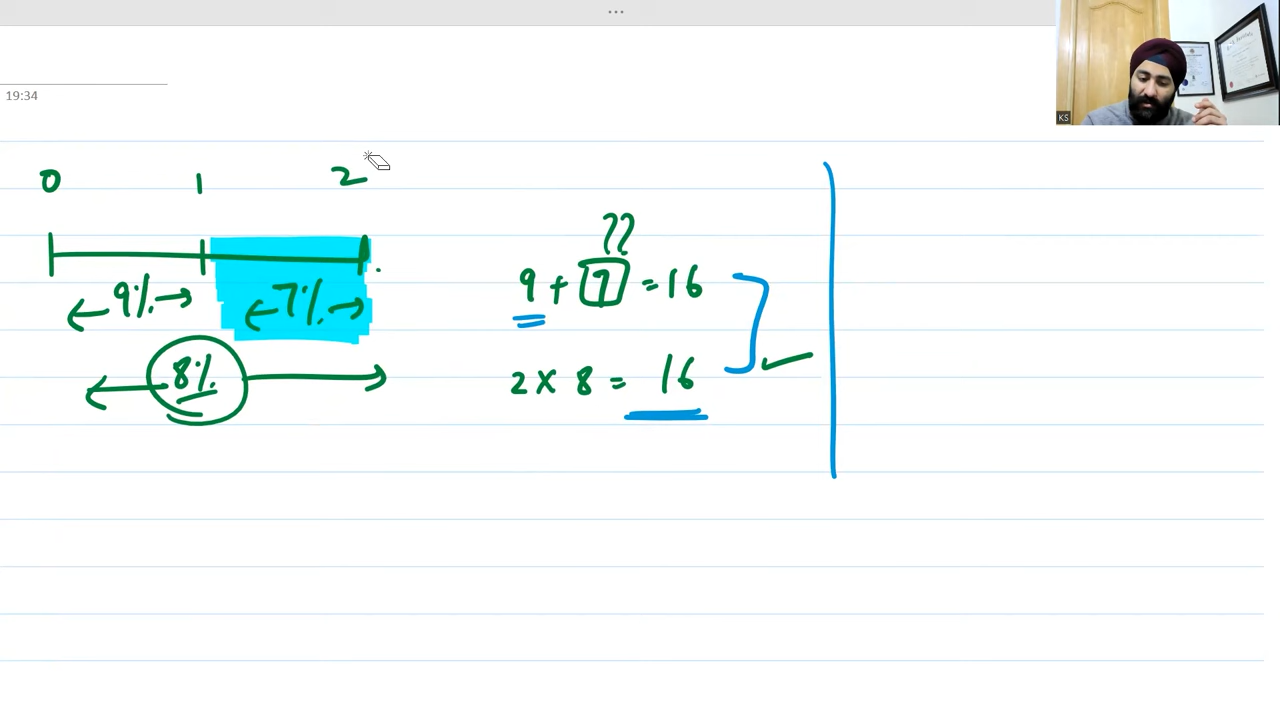 ...
KS
19:34
0 1 2
??
9 + 7 = 16
9% 7%
8%
2 x 8 = 16